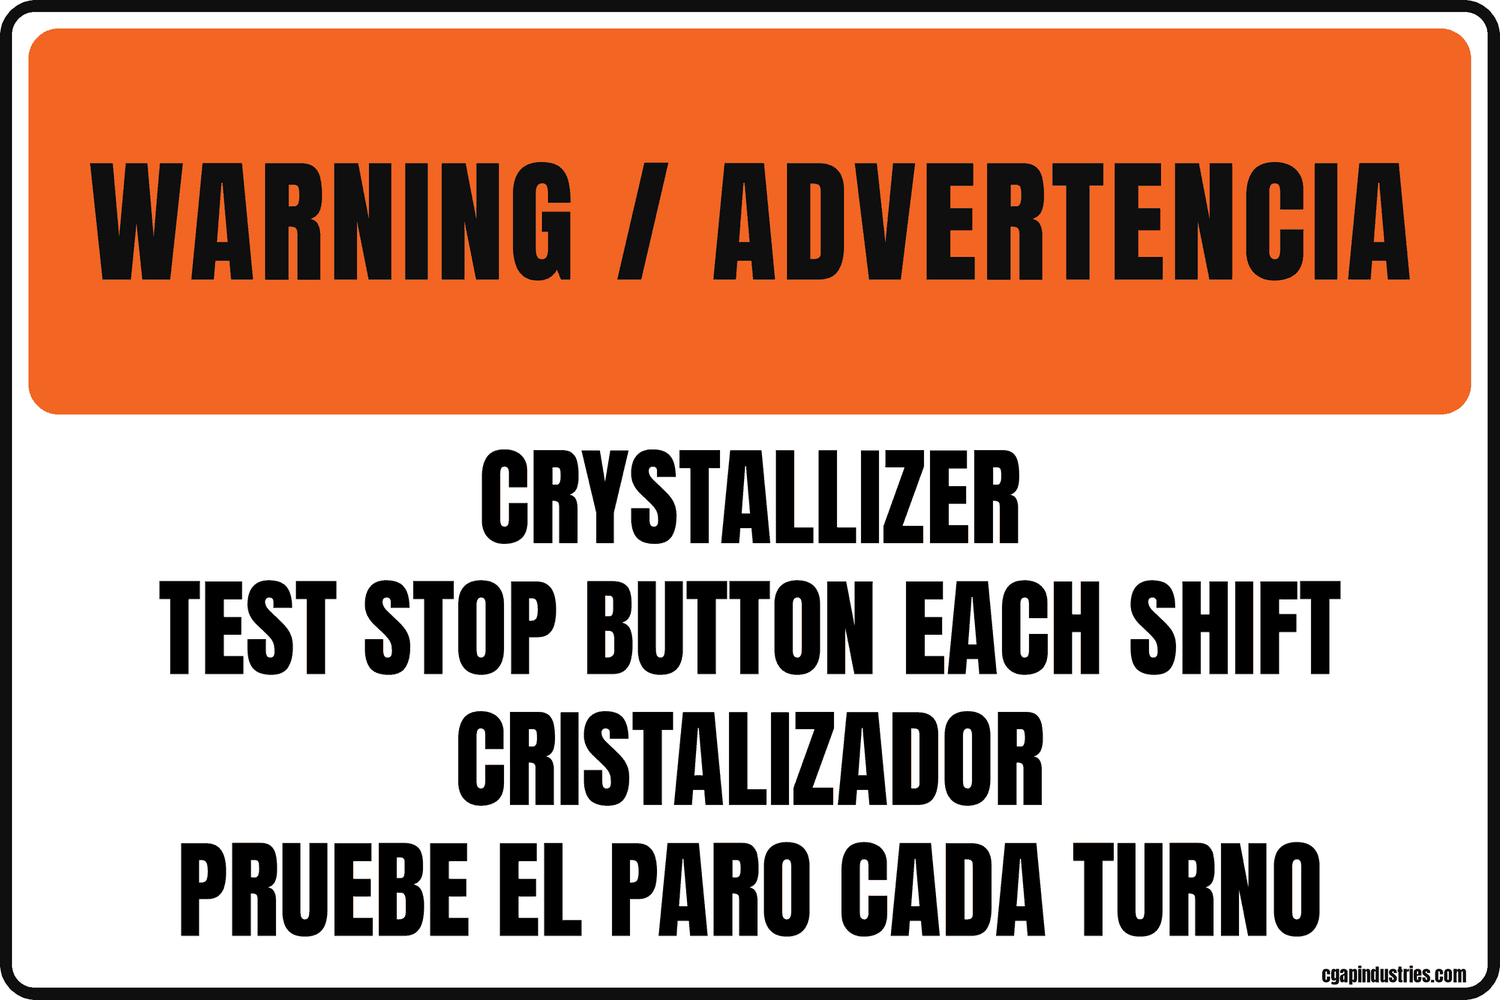 WARNING / ADVERTENCIA
CRYSTALLIZER
TEST STOP BUTTON EACH SHIFT
CRISTALIZADOR
PRUEBE EL PARO CADA TURNO
cgapindustries.com